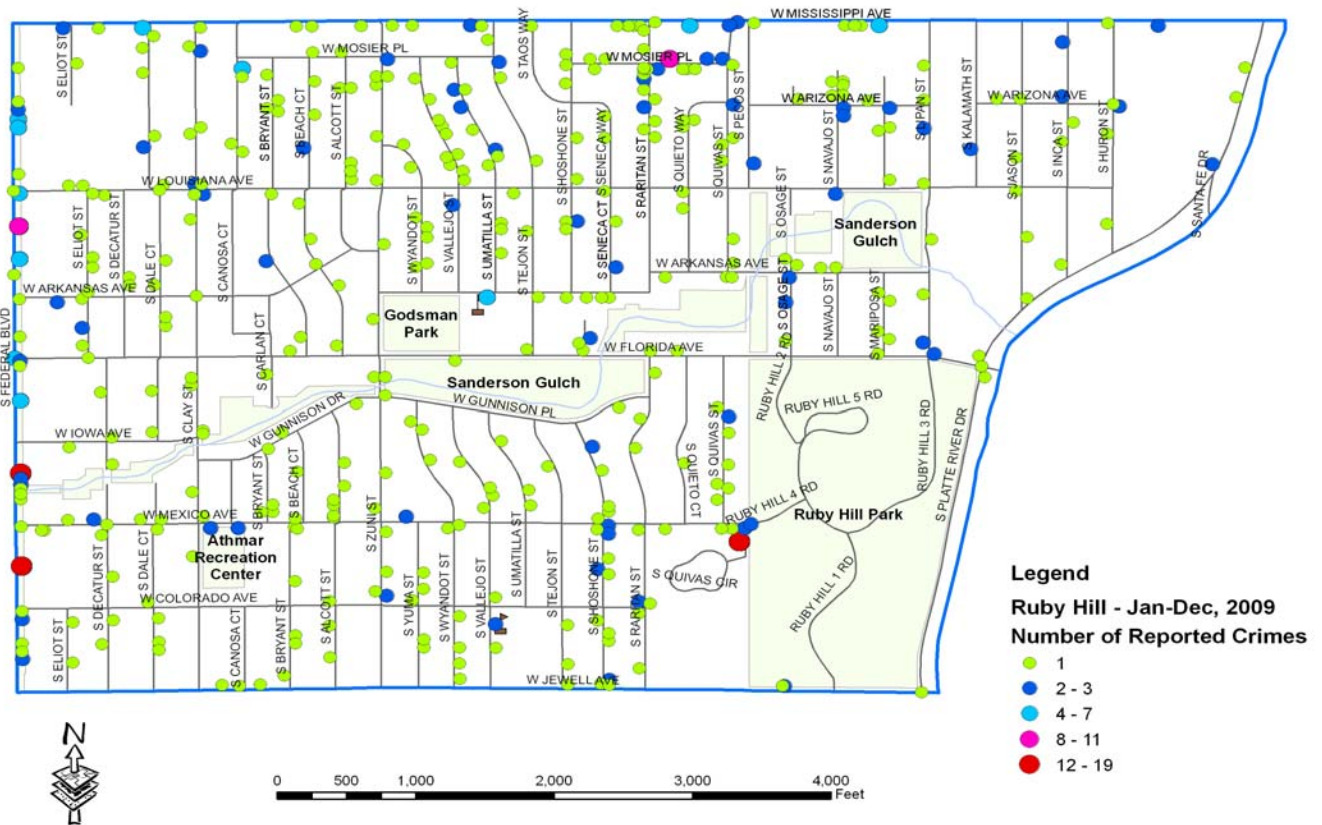 W MISSISSIPPI AVE
S ELIOT ST
W MOSIER PL
S TAOS WAY
W MOSIER PL
S BRYANT ST
S BEACH CT
S ALCOTT ST
S PECOS ST
W ARIZONA AVE
S LIPAN ST
S KALAMATH ST
W ARIZONA AVE
S SHOSHONE ST
S SENECA WAY
S RARITAN ST
S QUIETO WAY
S QUIVAS ST
S NAVAJO ST
S JASON ST
S INCA ST
S HURON ST
S SANTA FE DR
W LOUISIANA AVE
S ELIOT ST
S DECATUR ST
S DALE CT
S CANOSA CT
S WYANDOT ST
S VALLEJO ST
S UMATILLA ST
S TEJON ST
S SENECA CT
S OSAGE ST
Sanderson
Gulch
W ARKANSAS AVE
W ARKANSAS AVE
S FEDERAL BLVD
S CARLAN CT
Godsman
Park
S OSAGE ST
S NAVAJO ST
S MARIPOSA ST
W FLORIDA AVE
Sanderson Gulch
W GUNNISON PL
W GUNNISON DR
S CLAY ST
RUBY HILL 2 RD
RUBY HILL 5 RD
RUBY HILL 3 RD
S PLATTE RIVER DR
W IOWA AVE
S BRYANT ST
S BEACH CT
S ZUNI ST
S QUIETO CT
S QUIVAS ST
RUBY HILL 4 RD
Ruby Hill Park
W MEXICO AVE
Athmar
Recreation
Center
S DECATUR ST
S DALE CT
S UMATILLA ST
S TEJON ST
S SHOSHONE ST
S QUIVAS CIR
RUBY HILL 1 RD
W COLORADO AVE
S ELIOT ST
S CANOSA CT
S BRYANT ST
S ALCOTT ST
S YUMA ST
S WYANDOT ST
S VALLEJO ST
S RARITAN ST
W JEWELL AVE
Legend
Ruby Hill - Jan-Dec, 2009
Number of Reported Crimes
1
2 - 3
4 - 7
8 - 11
12 - 19
N
0 500 1,000 2,000 3,000 4,000
Feet